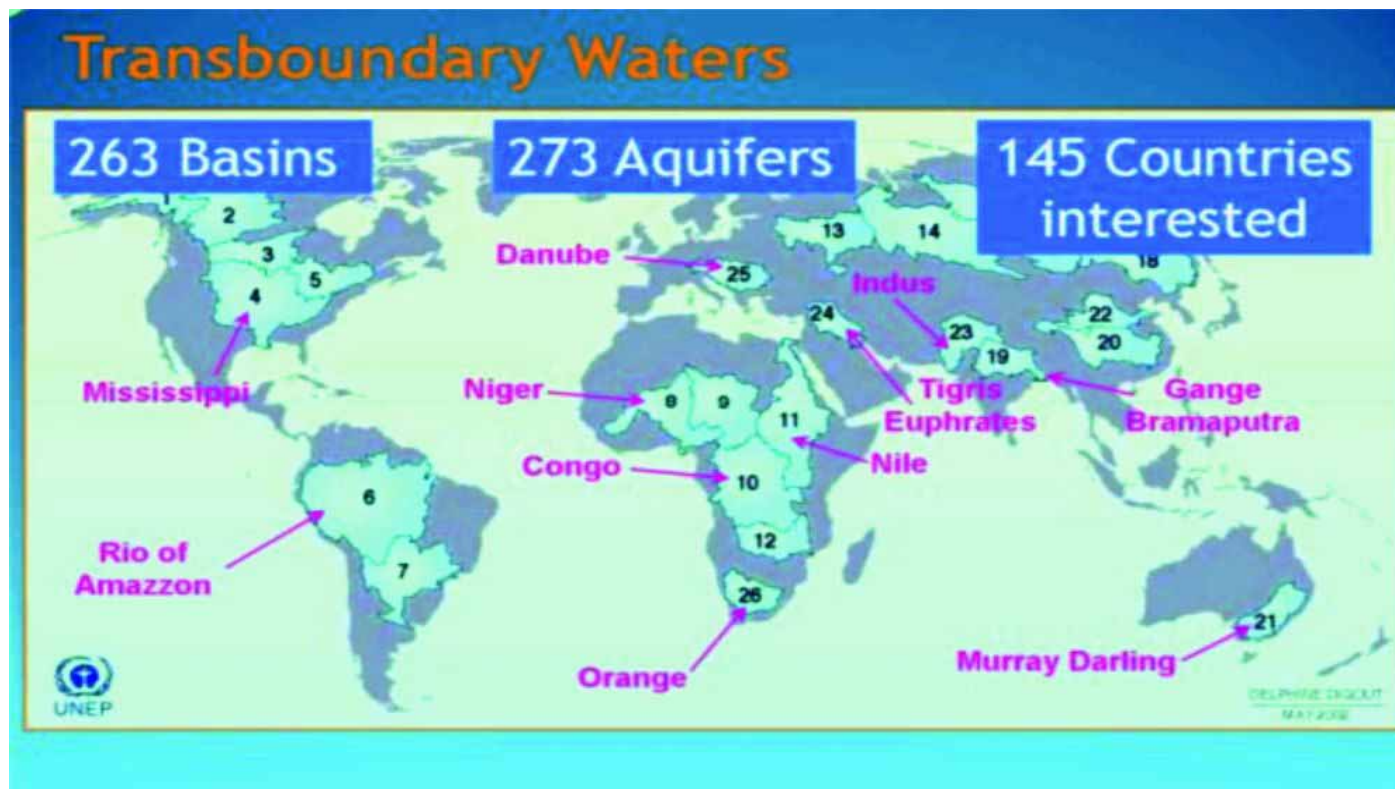 Transboundary Waters
263 Basins
273 Aquifers
145 Countries
interested
2
3
4
5
13
14
18
Danube
25
Indus
24
23
22
20
19
Mississippi
Niger
8
9
11
Tigris
Euphrates
Gange
Bramaputra
Congo
10
Nile
6
12
Rio of
Amazzon
7
26
21
Orange
Murray Darling
UNEP
DELPHINE DIGOUT